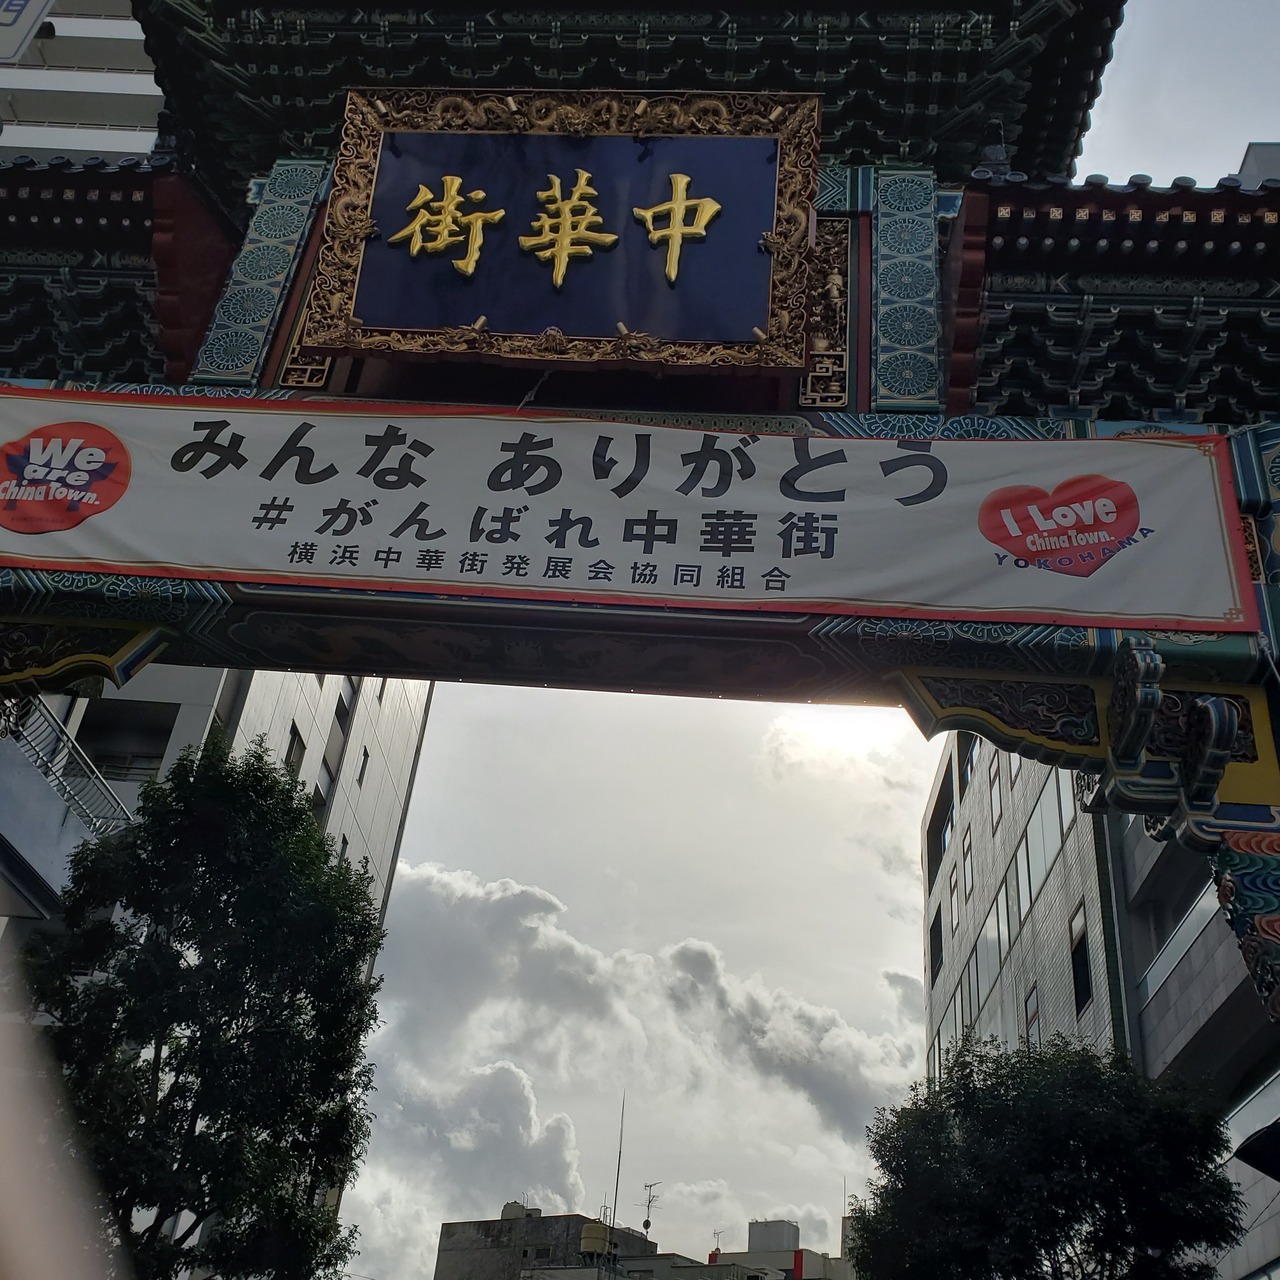 街華中
We
are
China Town.
みんな ありがとう
#がんばれ中華街
横浜中華街発展会協同組合
I Love
China Town.
YOKOHAMA